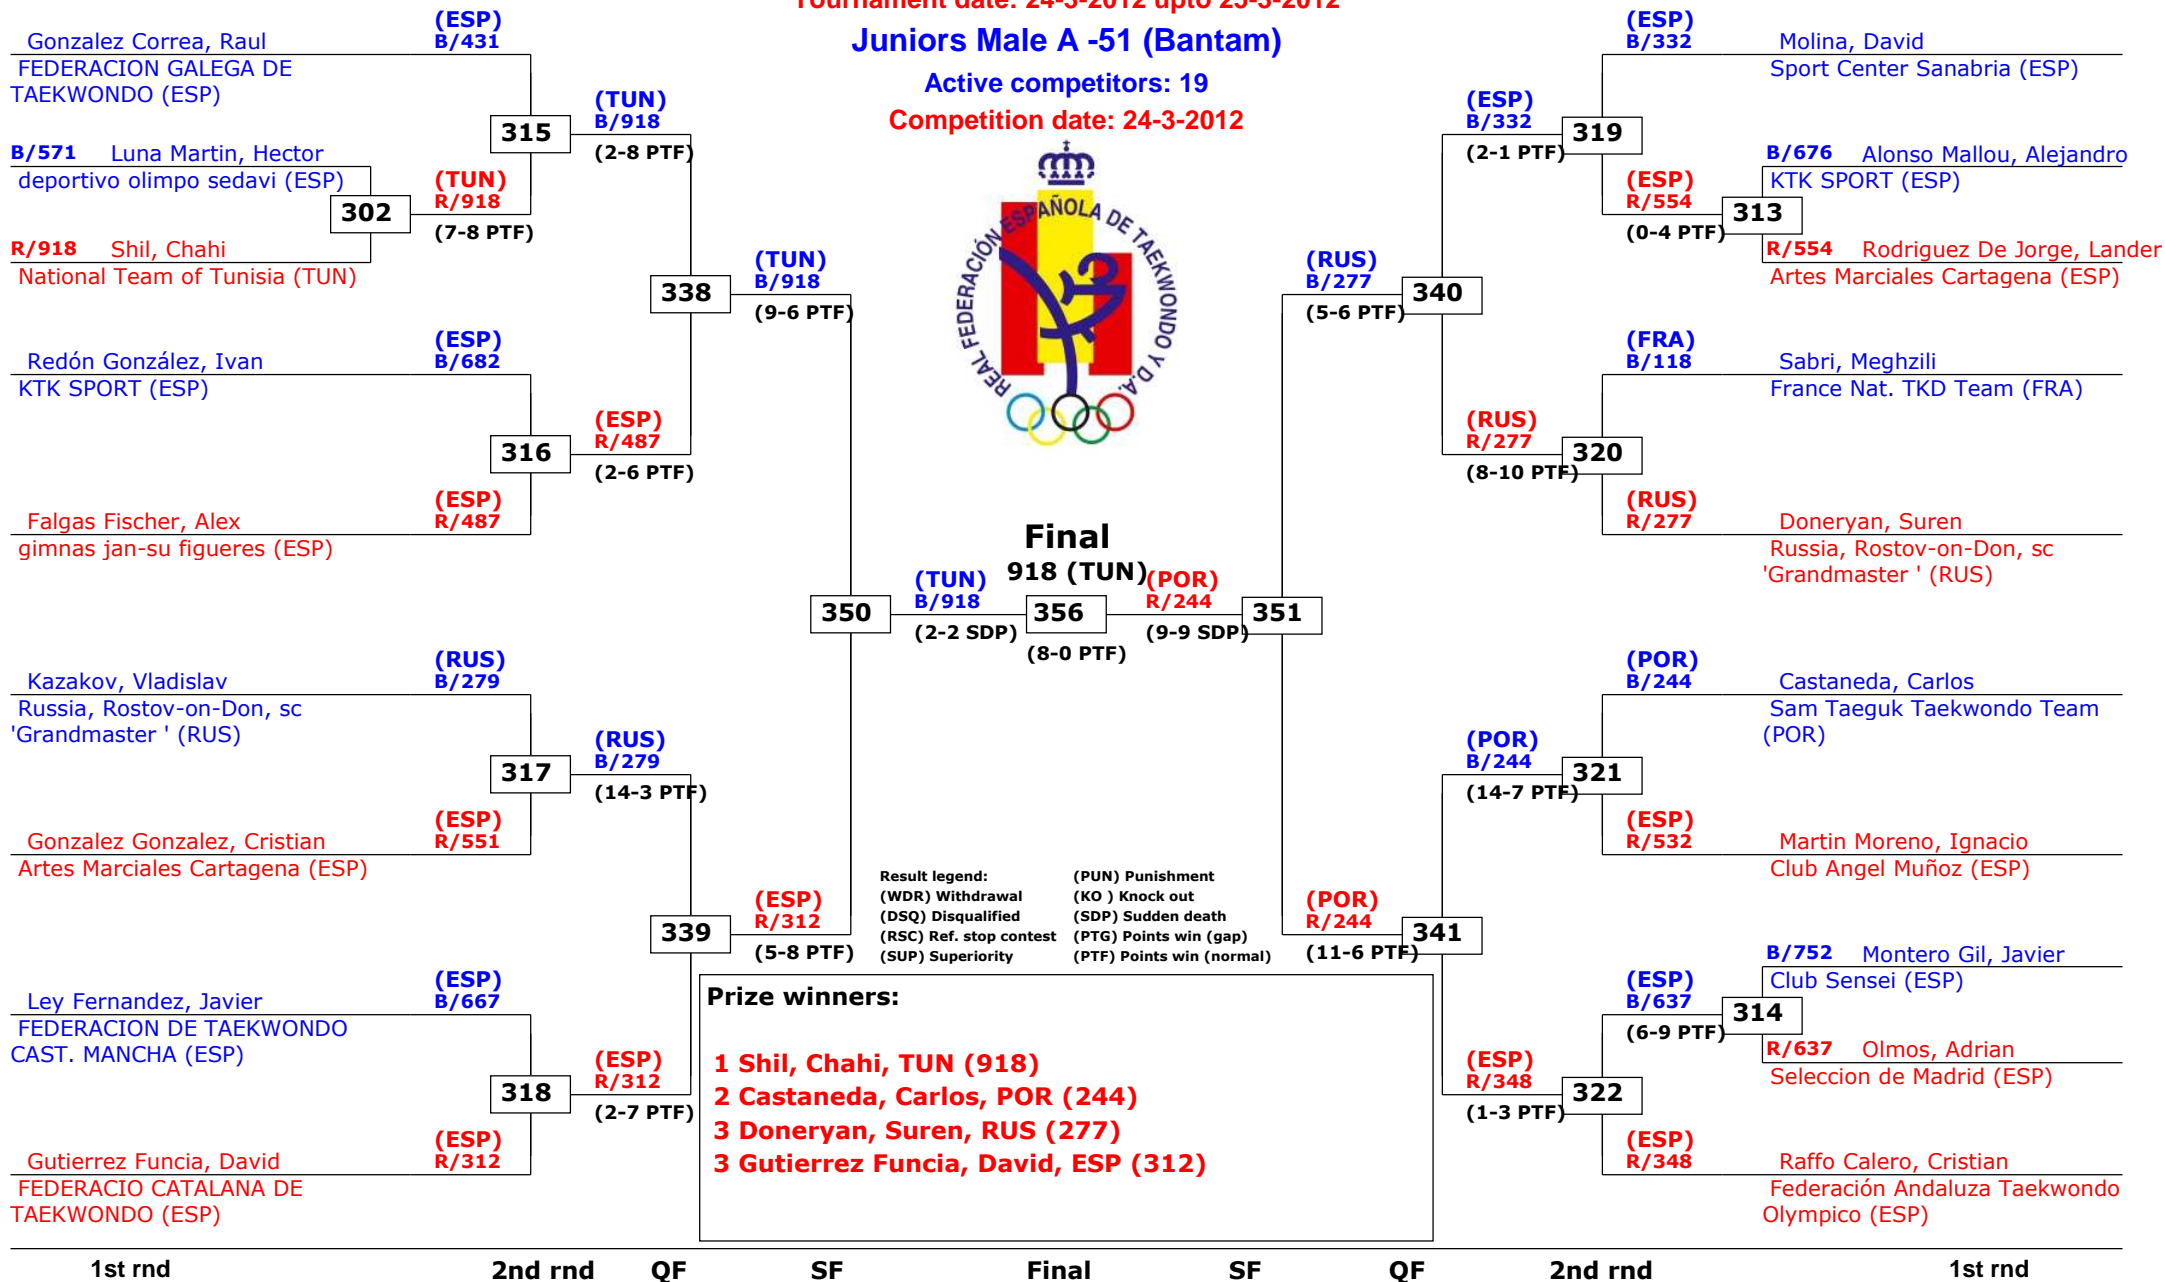 Tournament date: 24-3-2012 upto 25-3-2012
Juniors Male A -51 (Bantam)
Active competitors: 19
Competition date: 24-3-2012
REAL FEDERACIÓN ESPAÑOLA DE TAEKWONDO Y D.A.
(ESP)
B/431
Gonzalez Correa, Raul
FEDERACION GALEGA DE
TAEKWONDO (ESP)
B/571 Luna Martin, Hector
deportivo olimpo sedavi (ESP)
302
R/918 Shil, Chahi
National Team of Tunisia (TUN)
(TUN)
R/918
(7-8 PTF)
315
(TUN)
B/918
(2-8 PTF)
(ESP)
B/682
Redón González, Ivan
KTK SPORT (ESP)
316
(ESP)
R/487
Falgas Fischer, Alex
gimnas jan-su figueres (ESP)
(ESP)
R/487
(2-6 PTF)
338
(TUN)
B/918
(9-6 PTF)
(RUS)
B/279
Kazakov, Vladislav
Russia, Rostov-on-Don, sc
'Grandmaster ' (RUS)
317
(ESP)
R/551
Gonzalez Gonzalez, Cristian
Artes Marciales Cartagena (ESP)
(RUS)
B/279
(14-3 PTF)
(ESP)
B/667
Ley Fernandez, Javier
FEDERACION DE TAEKWONDO
CAST. MANCHA (ESP)
318
(ESP)
R/312
Gutierrez Funcia, David
FEDERACIO CATALANA DE
TAEKWONDO (ESP)
(ESP)
R/312
(2-7 PTF)
339
(ESP)
R/312
(5-8 PTF)
350
(TUN)
B/918
(2-2 SDP)
Final
918 (TUN)
356
(8-0 PTF)
(POR)
R/244
(9-9 SDP)
351
(RUS)
B/277
(5-6 PTF)
340
(ESP)
B/332
(2-1 PTF)
319
(ESP)
B/332
Molina, David
Sport Center Sanabria (ESP)
B/676 Alonso Mallou, Alejandro
KTK SPORT (ESP)
(ESP)
R/554
(0-4 PTF)
313
R/554 Rodriguez De Jorge, Lander
Artes Marciales Cartagena (ESP)
(FRA)
B/118
Sabri, Meghzili
France Nat. TKD Team (FRA)
(RUS)
R/277
(8-10 PTF)
320
(RUS)
R/277
Doneryan, Suren
Russia, Rostov-on-Don, sc
'Grandmaster ' (RUS)
(POR)
B/244
Castaneda, Carlos
Sam Taeguk Taekwondo Team
(POR)
(POR)
B/244
(14-7 PTF)
321
(ESP)
R/532
Martin Moreno, Ignacio
Club Angel Muñoz (ESP)
(POR)
R/244
(11-6 PTF)
341
B/752 Montero Gil, Javier
Club Sensei (ESP)
(ESP)
B/637
(6-9 PTF)
314
R/637 Olmos, Adrian
Seleccion de Madrid (ESP)
(ESP)
R/348
(1-3 PTF)
322
(ESP)
R/348
Raffo Calero, Cristian
Federación Andaluza Taekwondo
Olympico (ESP)
Result legend: (PUN) Punishment
(WDR) Withdrawal (KO ) Knock out
(DSQ) Disqualified (SDP) Sudden death
(RSC) Ref. stop contest (PTG) Points win (gap)
(SUP) Superiority (PTF) Points win (normal)
Prize winners:
1 Shil, Chahi, TUN (918)
2 Castaneda, Carlos, POR (244)
3 Doneryan, Suren, RUS (277)
3 Gutierrez Funcia, David, ESP (312)
1st rnd 2nd rnd QF SF Final SF QF 2nd rnd 1st rnd